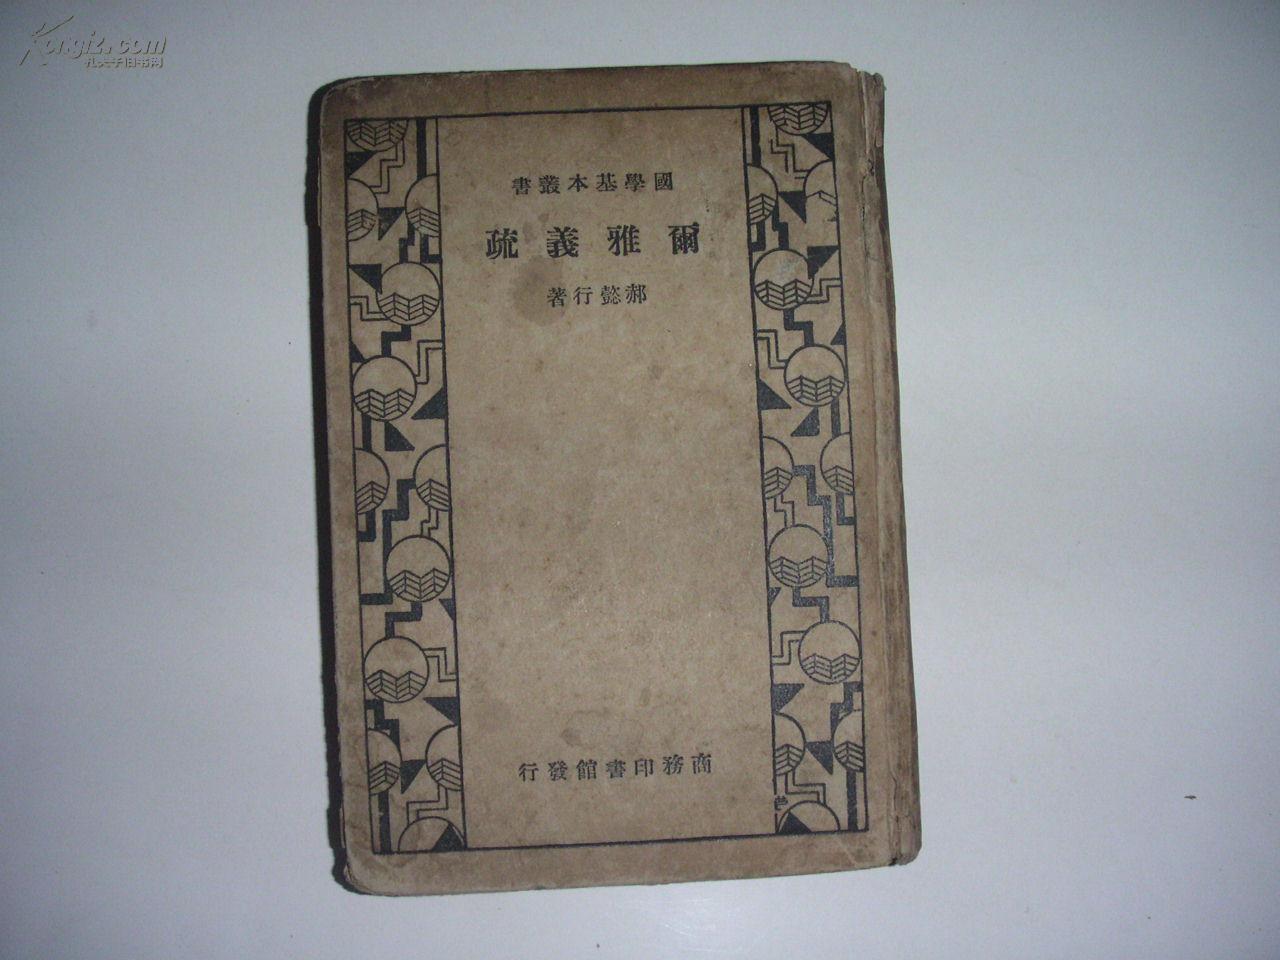 Kongfz.com
孔夫子旧书网
國學基本叢書
爾雅義疏
郝懿行著
商務印書館發行